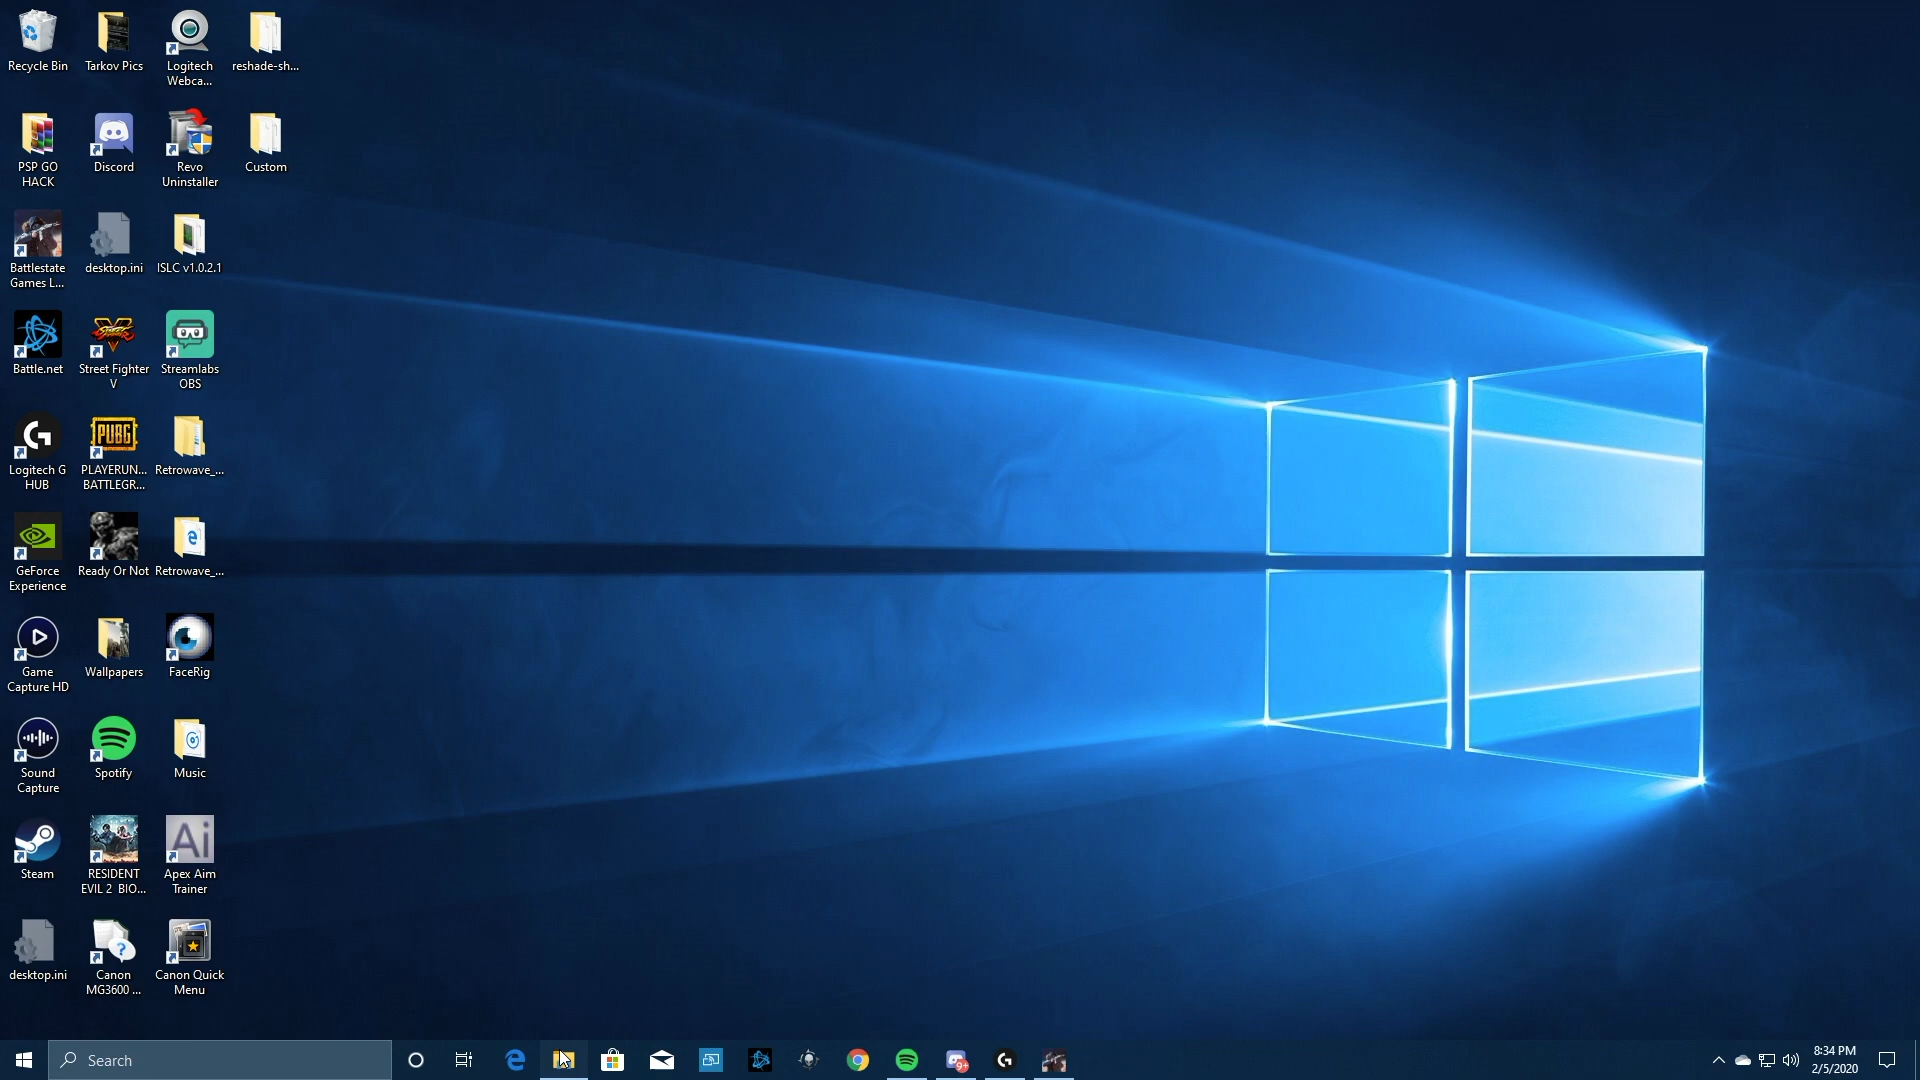 Recycle Bin
Tarkov Pics
Logitech
Webca...
reshade-sh...
PSP GO
HACK
Discord
Revo
Uninstaller
Custom
Battlestate
Games L...
desktop.ini
ISLC v1.0.2.1
Battle.net
Street Fighter
V
Streamlabs
OBS
Logitech G
HUB
PUBG
PLAYERUN...
BATTLEGR...
Retrowave_...
GeForce
Experience
Ready Or Not
Retrowave_...
Game
Capture HD
Wallpapers
FaceRig
Sound
Capture
Spotify
Music
Steam
RESIDENT
EVIL 2 BIO...
Ai
Apex Aim
Trainer
desktop.ini
Canon
MG3600 ...
Canon Quick
Menu
Search
9+
8:34 PM
2/5/2020